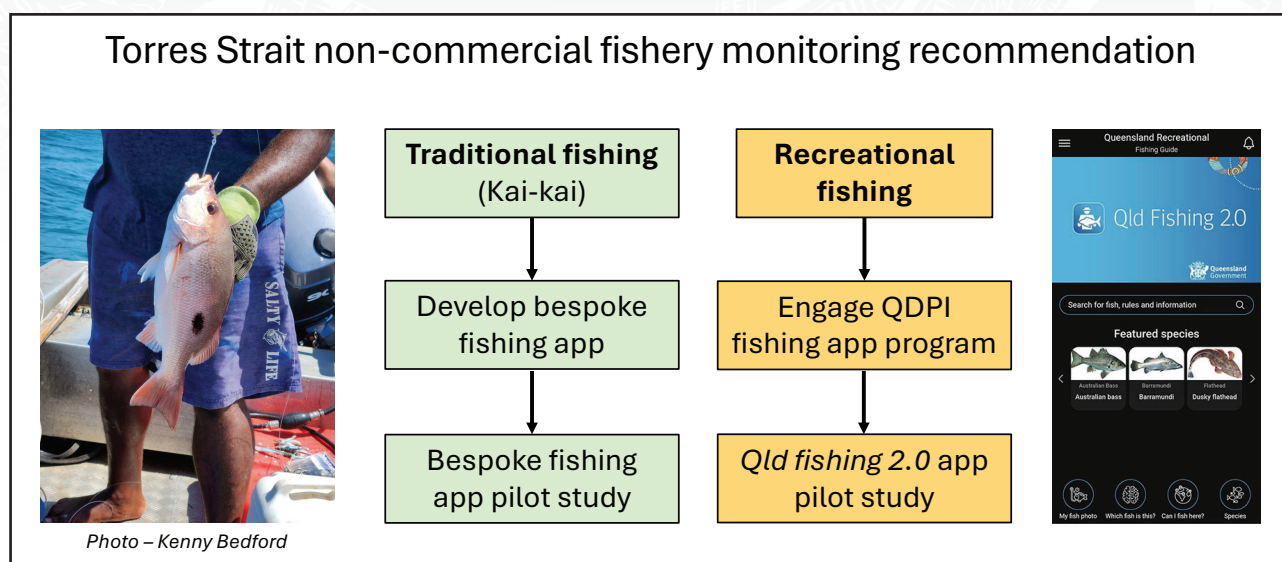 Torres Strait non-commercial fishery monitoring recommendation
SALTY LIFE
Photo – Kenny Bedford
Traditional fishing
(Kai-kai)
Develop bespoke
fishing app
Bespoke fishing
app pilot study
Recreational
fishing
Engage QDPI
fishing app program
Qld fishing 2.0 app
pilot study
Queensland Recreational
Fishing Guide
Qld Fishing 2.0
Queensland
Government
Search for fish, rules and information
Featured species
Australian Bass
Australian bass
Barramundi
Barramundi
Flathead
Dusky flathead
My fish photo
Which fish is this?
Can I fish here?
Species